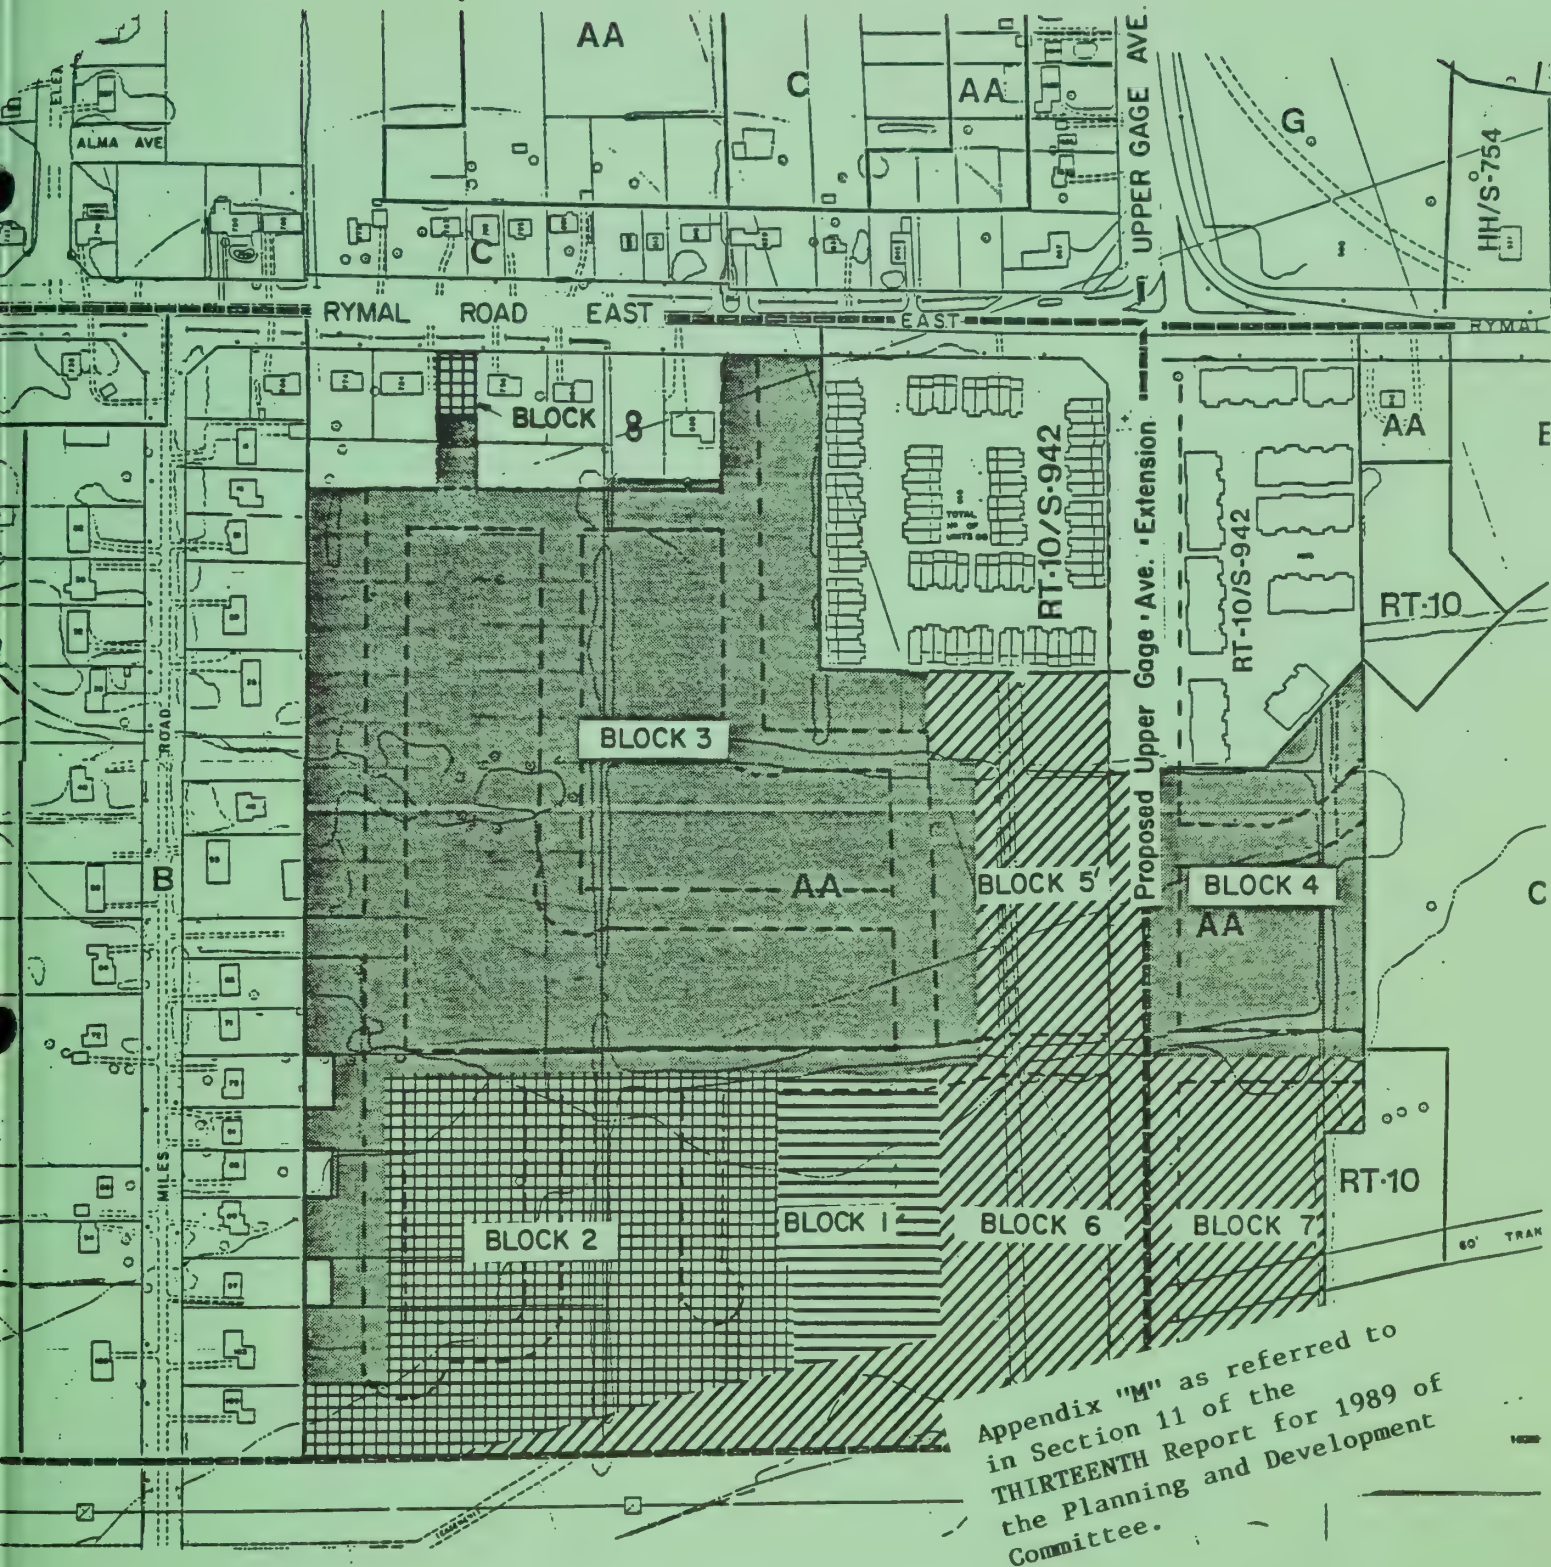 AA
C
AA
UPPER GAGE AVE.
G
HH/S-754
ALMA AVE
C
RYMAL ROAD EAST
EAST
RYMAL
BLOCK 8
TOTAL
RT-10/S-942
Proposed Upper Gage Ave. Extension
RT-10/S-942
AA
RT-10
ROAD
BLOCK 3
B
AA
BLOCK 5
BLOCK 4
AA
C
MILES
BLOCK 2
BLOCK 1
BLOCK 6
BLOCK 7
RT-10
60' TRAN
Appendix "M" as referred to
in Section 11 of the
THIRTEENTH Report for 1989 of
the Planning and Development
Committee.